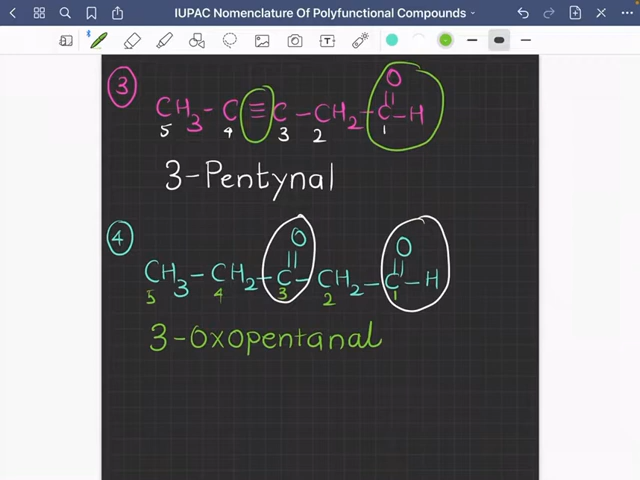 IUPAC Nomenclature Of Polyfunctional Compounds
3
O
CH3-C≡C-CH2-C-H
5 4 3 2 1
3-Pentynal
4
O O
CH3-CH2-C-CH2-C-H
5 4 3 2 1
3-Oxopentanal